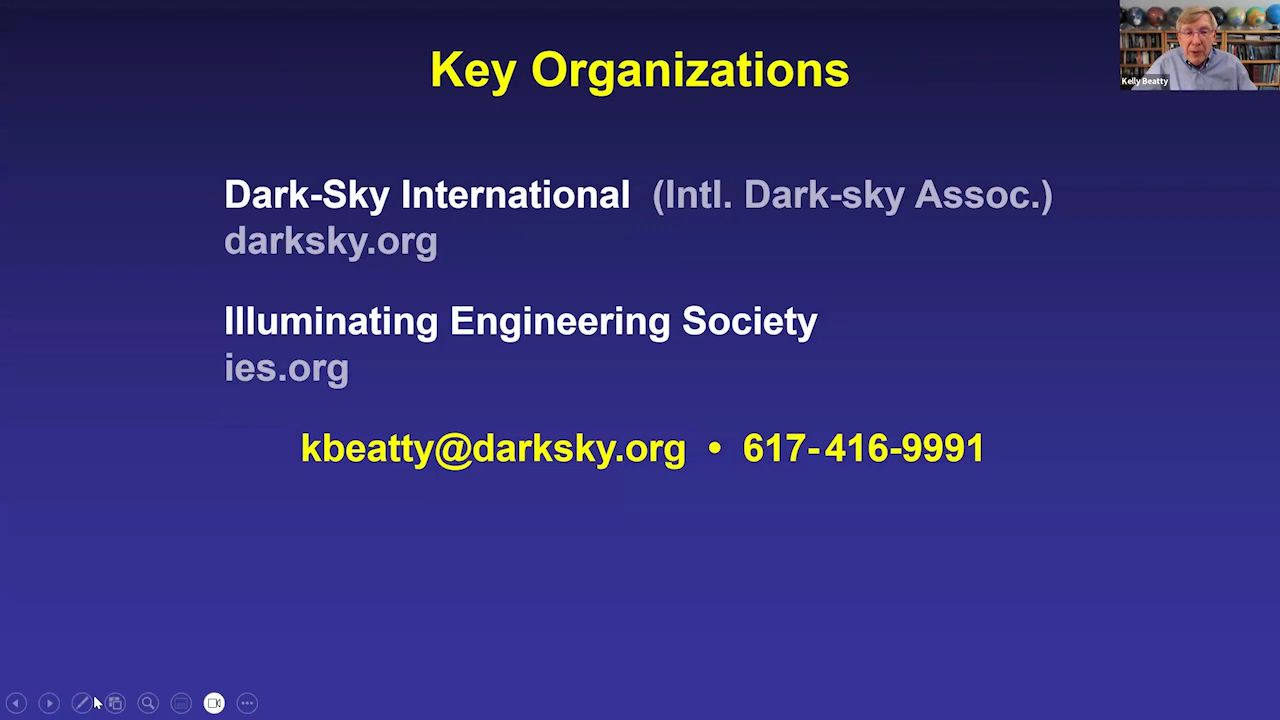 Key Organizations
Kelly Beatty
Dark-Sky International (Intl. Dark-sky Assoc.)
darksky.org
Illuminating Engineering Society
ies.org
kbeatty@darksky.org • 617-416-9991